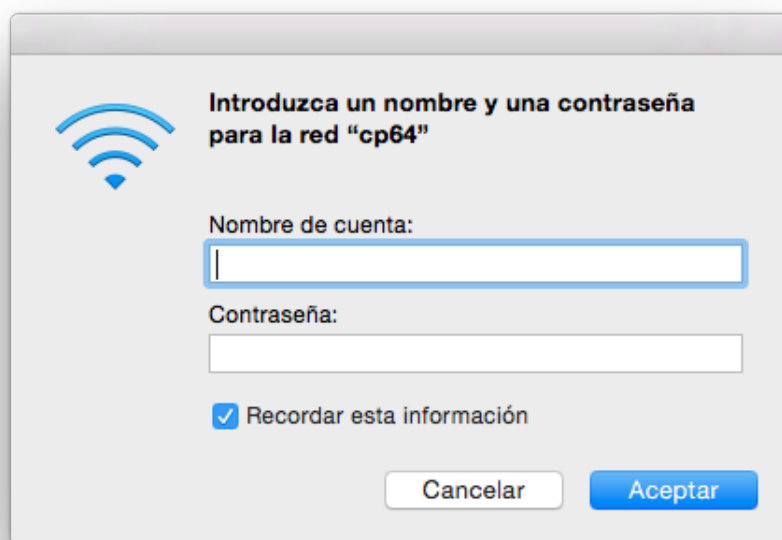 Introduzca un nombre y una contraseña
para la red “cp64”
Nombre de cuenta:
Contraseña:
Recordar esta información
Cancelar
Aceptar